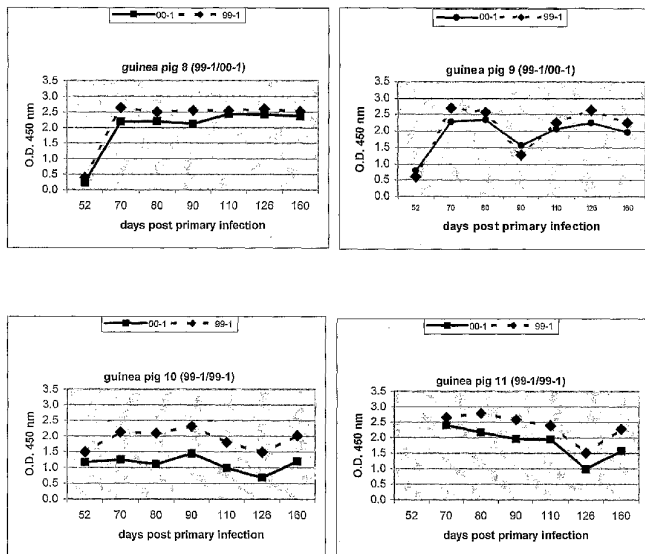 00-1 99-1
guinea pig 8 (99-1/00-1)
O.D. 450 nm
3.5
3.0
2.5
2.0
1.5
1.0
0.5
0.0
52 70 80 90 110 126 160
days post primary infection
00-1 99-1
guinea pig 9 (99-1/00-1)
O.D. 450 nm
3.5
3.0
2.5
2.0
1.5
1.0
0.5
0.0
52 70 80 90 110 126 160
days post primary infection
00-1 99-1
guinea pig 10 (99-1/99-1)
O.D. 450 nm
3.5
3.0
2.5
2.0
1.5
1.0
0.5
0.0
52 70 80 90 110 126 160
days post primary infection
00-1 99-1
guinea pig 11 (99-1/99-1)
O.D. 450 nm
3.5
3.0
2.5
2.0
1.5
1.0
0.5
0.0
52 70 80 90 110 126 160
days post primary infection